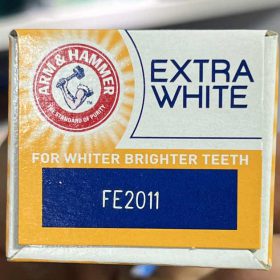 ARM & HAMMER
THE STANDARD OF PURITY
EXTRA
WHITE
FOR WHITER BRIGHTER TEETH
FE2011